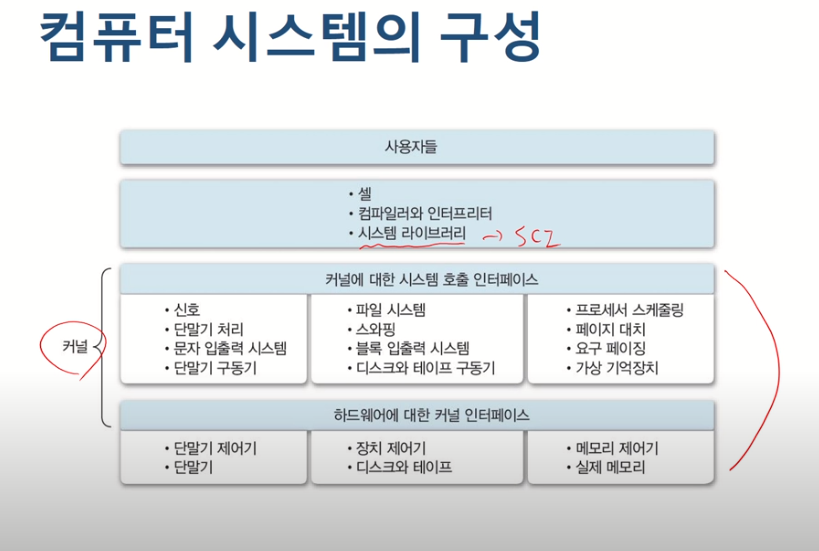 컴퓨터 시스템의 구성
사용자들
• 셸
• 컴파일러와 인터프리터
• 시스템 라이브러리 → SCI
커널에 대한 시스템 호출 인터페이스
커널
• 신호
• 단말기 처리
• 문자 입출력 시스템
• 단말기 구동기
• 파일 시스템
• 스와핑
• 블록 입출력 시스템
• 디스크와 테이프 구동기
• 프로세서 스케줄링
• 페이지 대치
• 요구 페이징
• 가상 기억장치
하드웨어에 대한 커널 인터페이스
• 단말기 제어기
• 단말기
• 장치 제어기
• 디스크와 테이프
• 메모리 제어기
• 실제 메모리